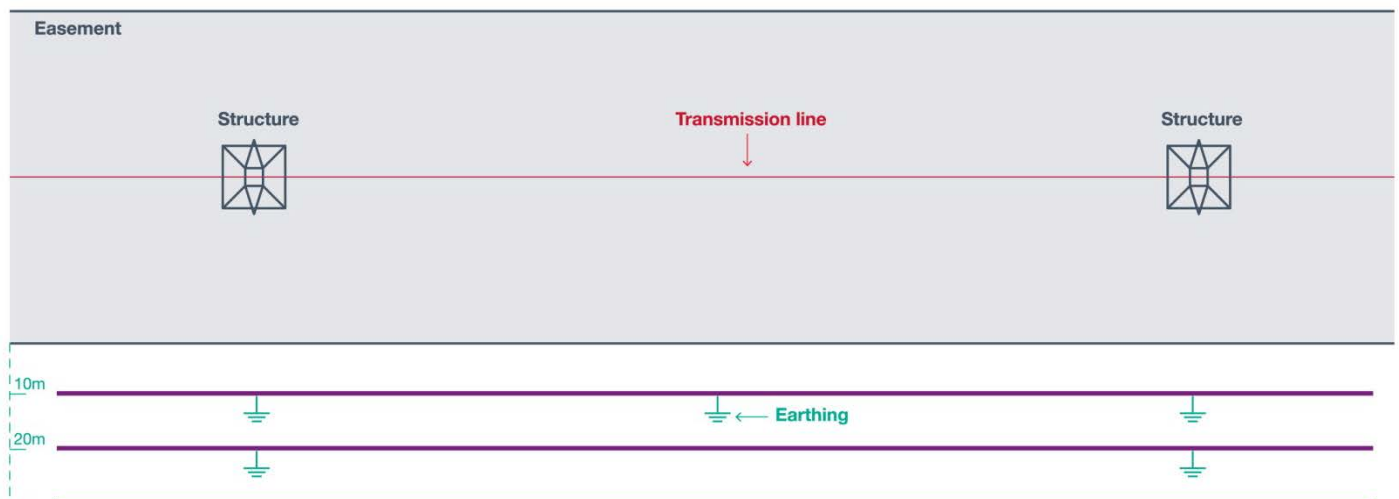 Easement
Structure
Transmission line
Structure
10m
Earthing
20m